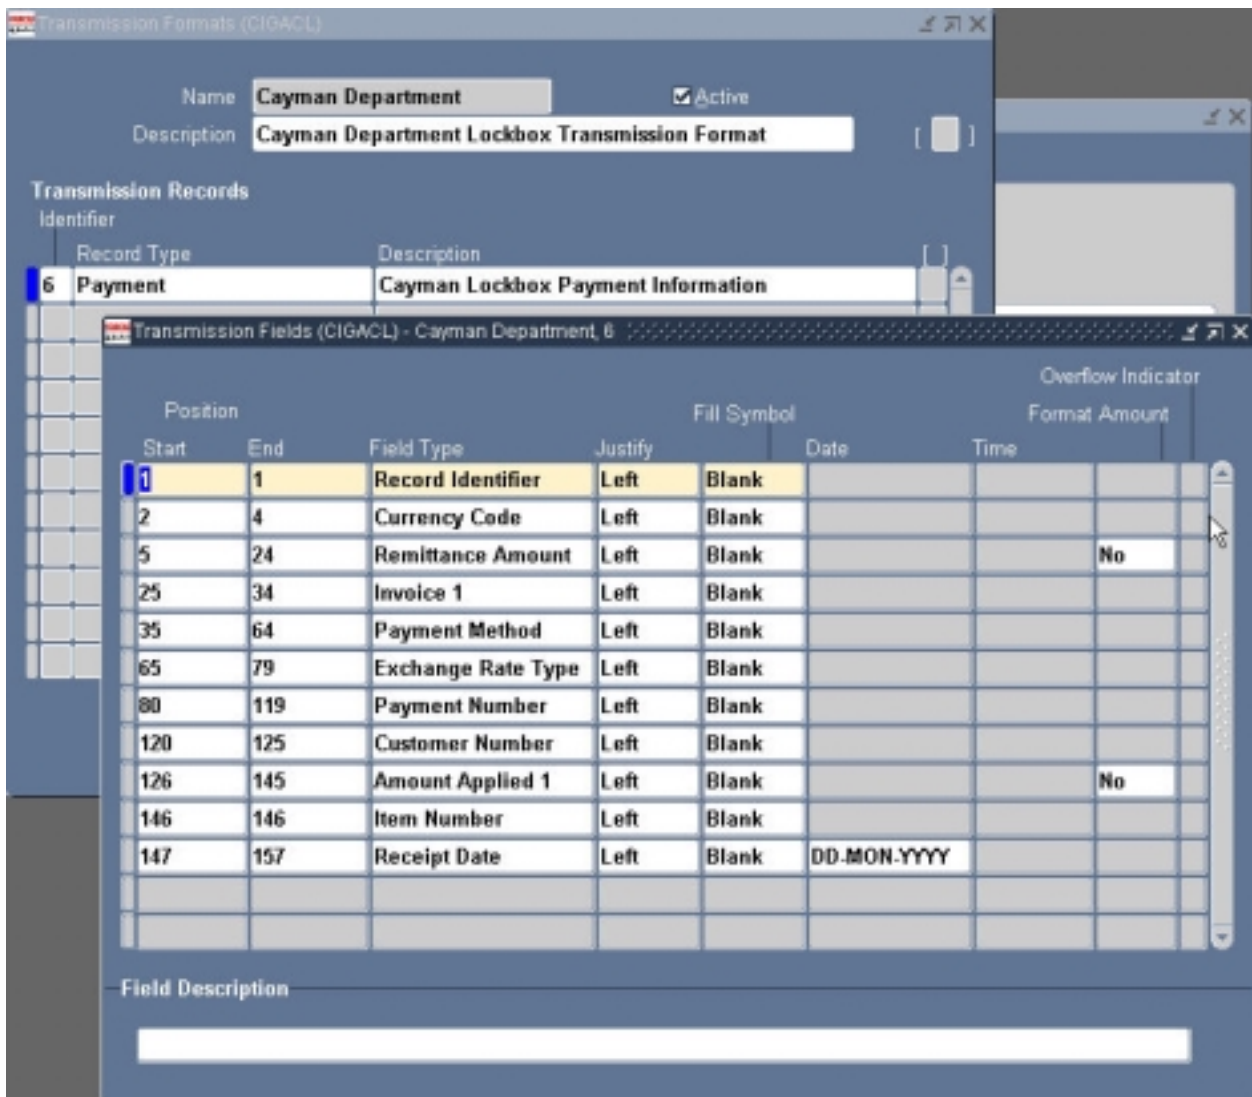 Transmission Formats (CIGACL)
Name Cayman Department Active
Description Cayman Department Lockbox Transmission Format [ ]
Transmission Records
Identifier
Record Type Description [ ]
6 Payment Cayman Lockbox Payment Information
Transmission Fields (CIGACL) - Cayman Department, 6
Overflow Indicator
Position Fill Symbol Format Amount
Start End Field Type Justify Date Time
1 1 Record Identifier Left Blank
2 4 Currency Code Left Blank
5 24 Remittance Amount Left Blank No
25 34 Invoice 1 Left Blank
35 64 Payment Method Left Blank
65 79 Exchange Rate Type Left Blank
80 119 Payment Number Left Blank
120 125 Customer Number Left Blank
126 145 Amount Applied 1 Left Blank No
146 146 Item Number Left Blank
147 157 Receipt Date Left Blank DD-MON-YYYY
Field Description